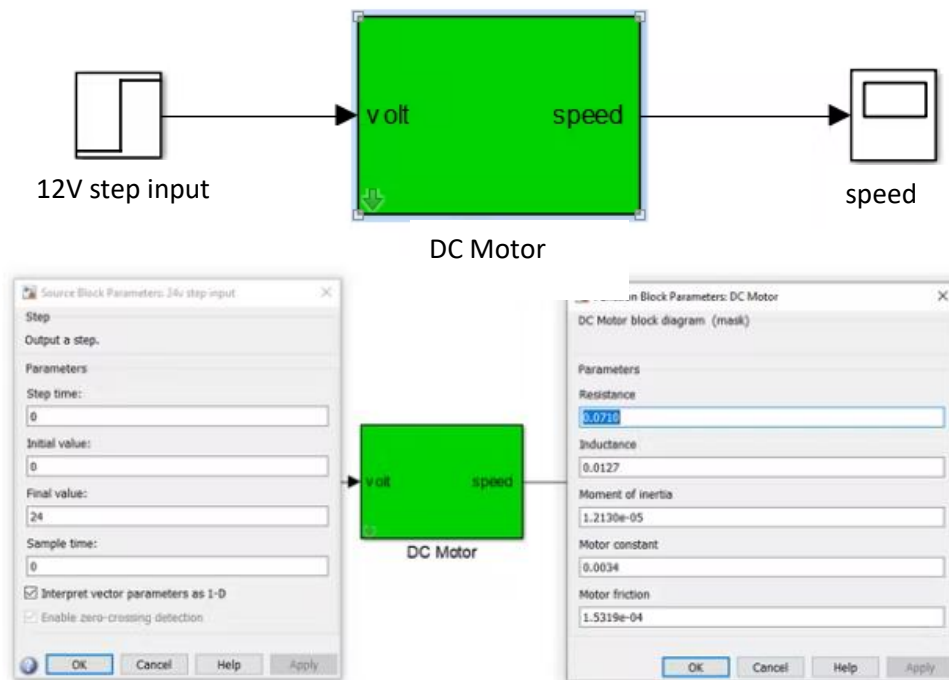 v olt
speed
12V step input
speed
DC Motor
Source Block Parameters: 24v step input
Step
Output a step.
Parameters
Step time:
0
Initial value:
0
Final value:
24
Sample time:
0
Interpret vector parameters as 1-D
Enable zero-crossing detection
OK Cancel Help Apply
volt speed
DC Motor
Block Parameters: DC Motor
DC Motor block diagram (mask)
Parameters
Resistance
0.0710
Inductance
0.0127
Moment of inertia
1.2130e-05
Motor constant
0.0034
Motor friction
1.5319e-04
OK Cancel Help Apply